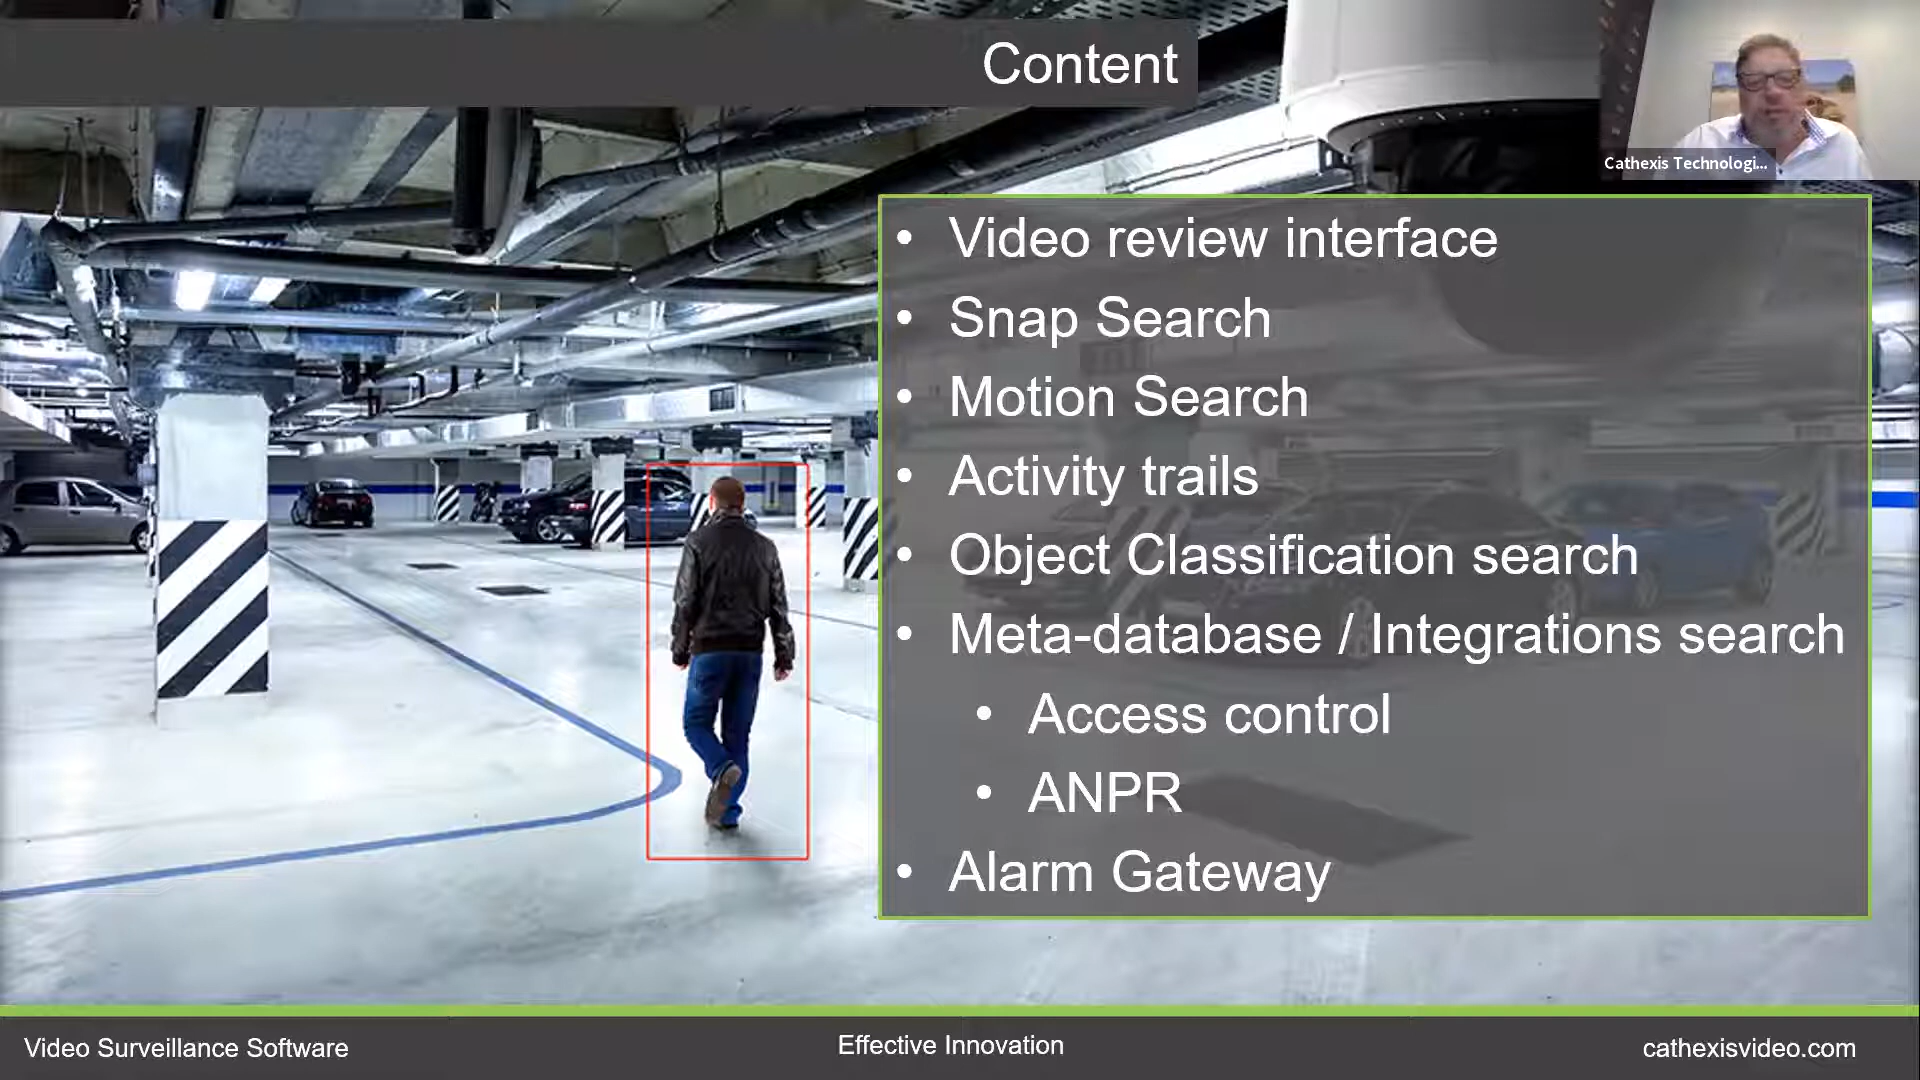 Content
Cathexis Technologi...
• Video review interface
• Snap Search
• Motion Search
• Activity trails
• Object Classification search
• Meta-database / Integrations search
• Access control
• ANPR
• Alarm Gateway
Video Surveillance Software
Effective Innovation
cathexisvideo.com